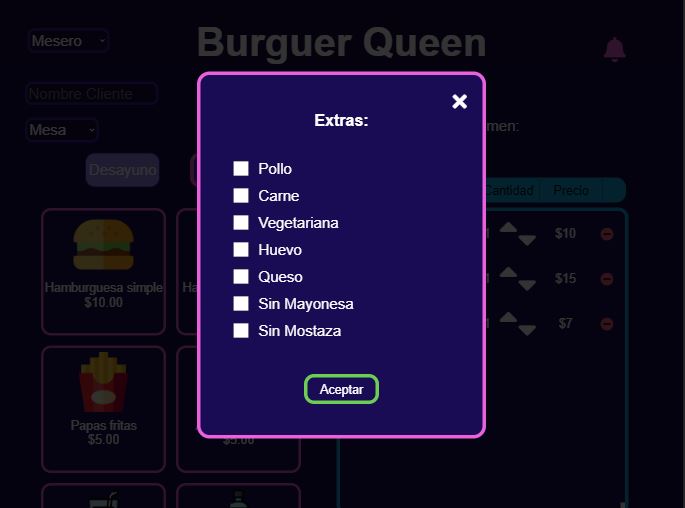 Mesero
Burguer Queen
Nombre Cliente
Mesa
men:
Desayuno
Cantidad Precio
Extras:
Pollo
Carne
Vegetariana
Huevo
Queso
Sin Mayonesa
Sin Mostaza
Aceptar
$10
$15
$7
Hamburguesa simple
$10.00
Ha
Papas fritas
$5.00
$5.00